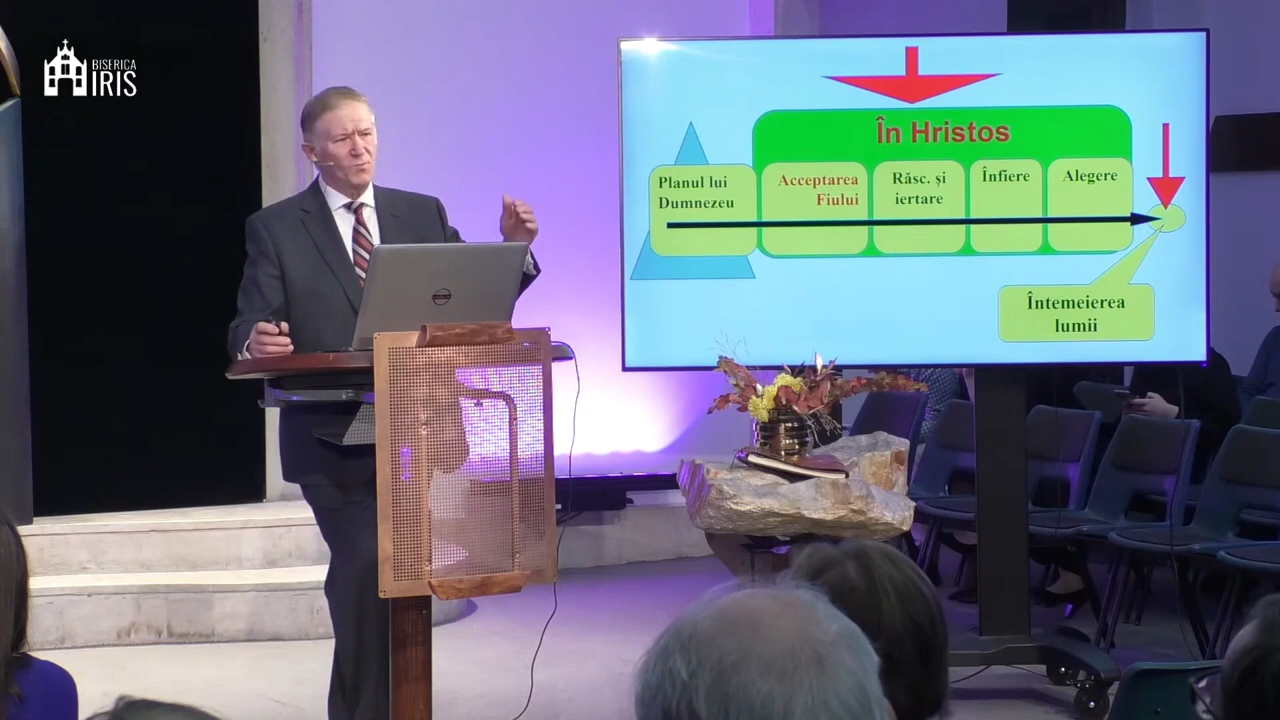 BISERICA
IRIS
În Hristos
Planul lui
Dumnezeu
Acceptarea
Fiului
Răsc. și
iertare
Înfiere
Alegere
Întemeierea
lumii